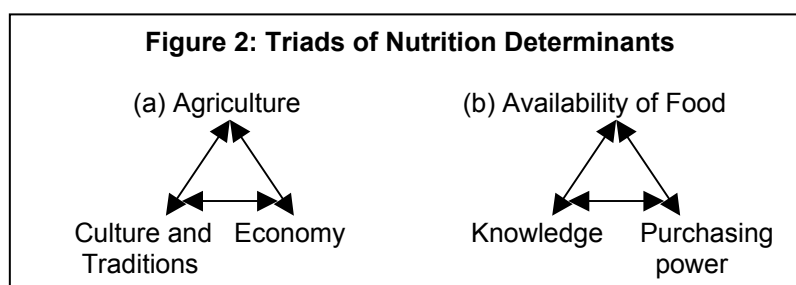 Figure 2: Triads of Nutrition Determinants
(a) Agriculture
Culture and Economy
Traditions
(b) Availability of Food
Knowledge Purchasing
power